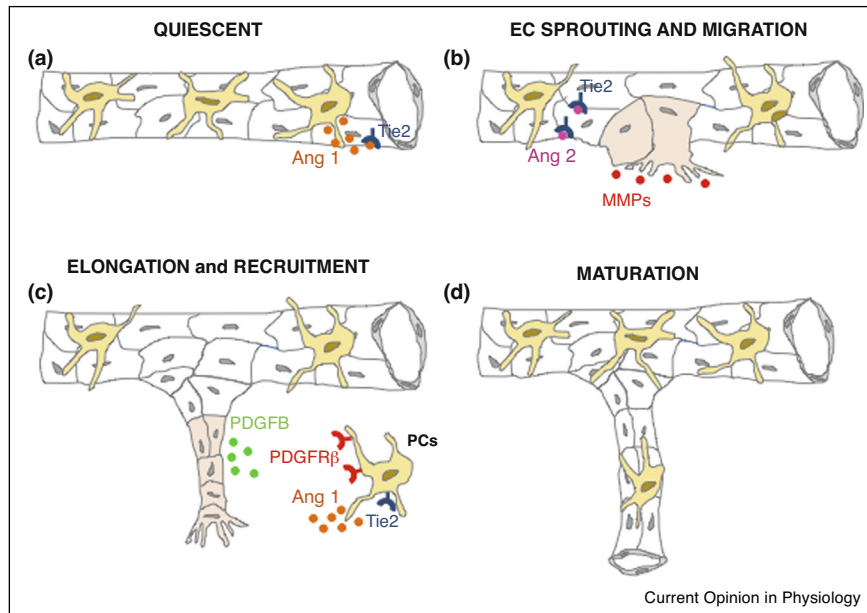 QUIESCENT
(a)
Tie2
Ang 1
EC SPROUTING AND MIGRATION
(b)
Tie2
Ang 2
MMPs
ELONGATION and RECRUITMENT
(c)
PDGFB
PCs
PDGFRβ
Ang 1
Tie2
MATURATION
(d)
Current Opinion in Physiology